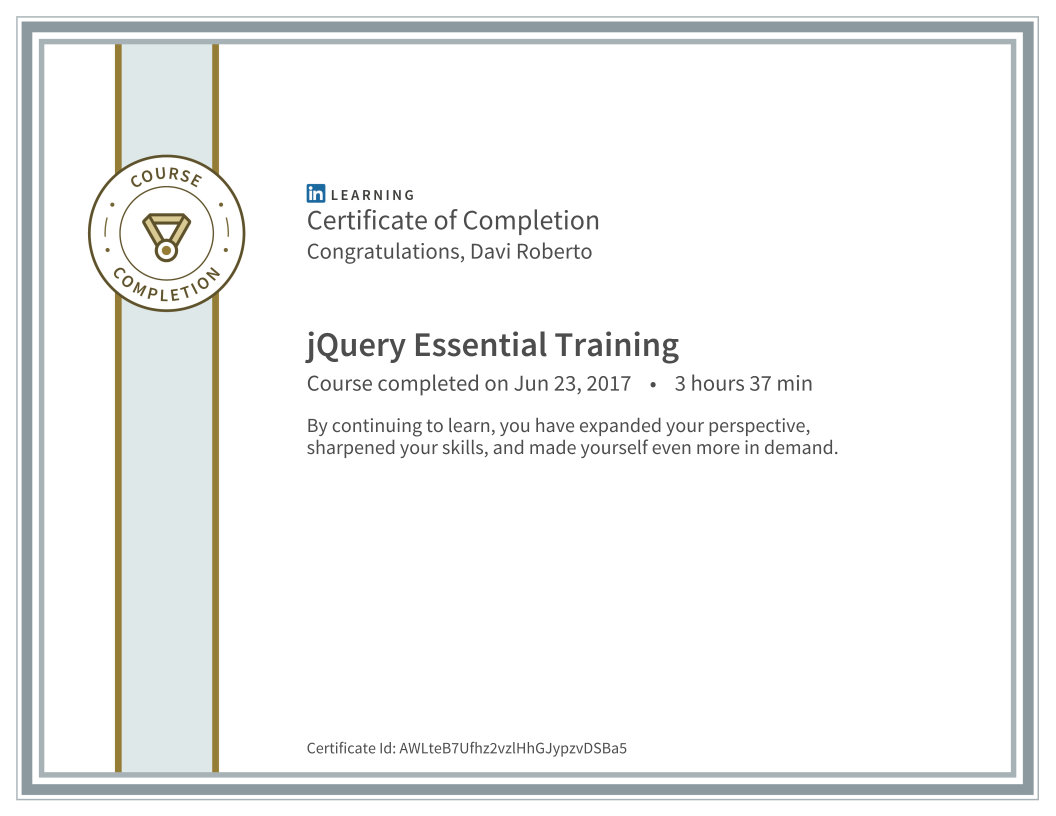 COURSE
COMPLETION
in LEARNING
Certificate of Completion
Congratulations, Davi Roberto
jQuery Essential Training
Course completed on Jun 23, 2017 • 3 hours 37 min
By continuing to learn, you have expanded your perspective,
sharpened your skills, and made yourself even more in demand.
Certificate Id: AWLteB7Ufhz2vzlHhGJypzvDSBa5